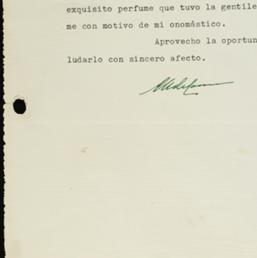 exquisito perfume que tuvo la gentile
me con motivo de mi onomástico.
Aprovecho la oportun
ludarlo con sincero afecto.